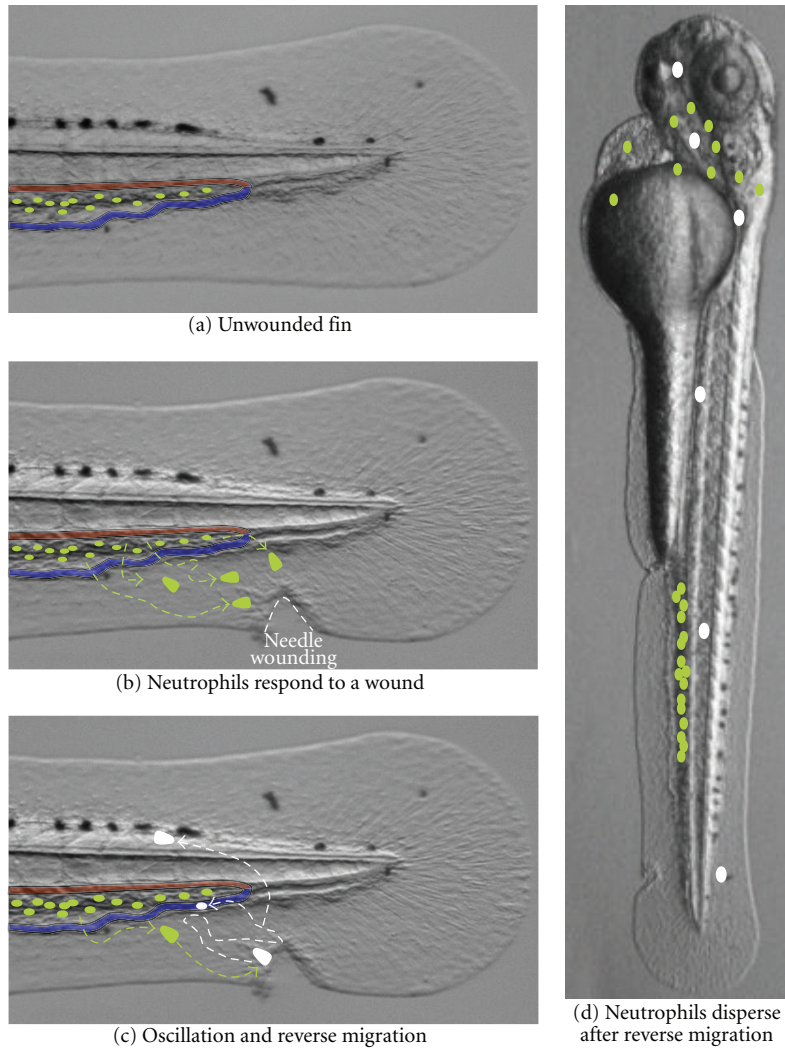 (a) Unwounded fin
Needle
wounding
(b) Neutrophils respond to a wound
(c) Oscillation and reverse migration
(d) Neutrophils disperse
after reverse migration